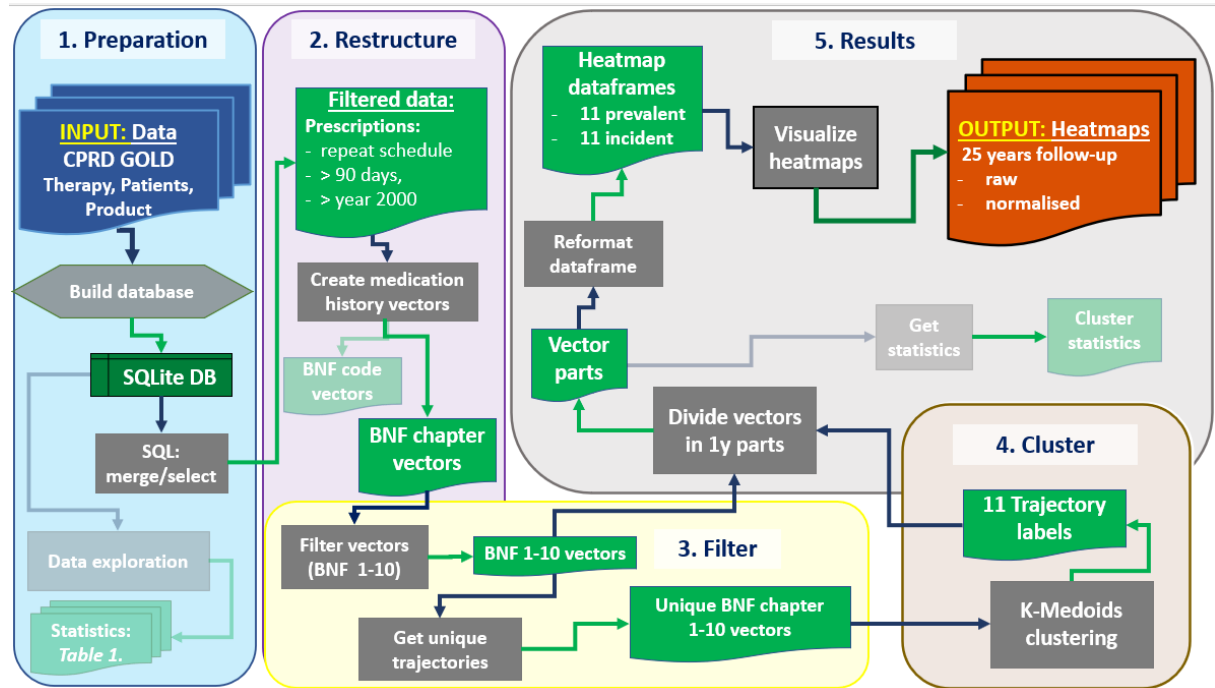 1. Preparation
INPUT: Data
CPRD GOLD
Therapy, Patients,
Product
Build database
SQLite DB
SQL:
merge/select
Data exploration
Statistics:
Table 1.
2. Restructure
Filtered data:
Prescriptions:
- repeat schedule
- > 90 days,
- > year 2000
Create medication
history vectors
BNF code
vectors
BNF chapter
vectors
3. Filter
Filter vectors
(BNF 1-10)
BNF 1-10 vectors
Get unique
trajectories
Unique BNF chapter
1-10 vectors
4. Cluster
K-Medoids
clustering
11 Trajectory
labels
5. Results
Divide vectors
in 1y parts
Vector
parts
Get
statistics
Cluster
statistics
Reformat
dataframe
Heatmap
dataframes
- 11 prevalent
- 11 incident
Visualize
heatmaps
OUTPUT: Heatmaps
25 years follow-up
- raw
- normalised